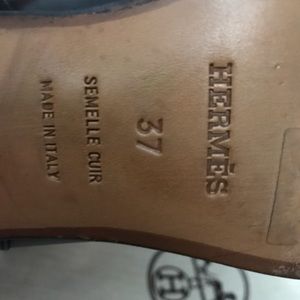 HERMÈS
37
SEMELLE CUIR
MADE IN ITALY
H